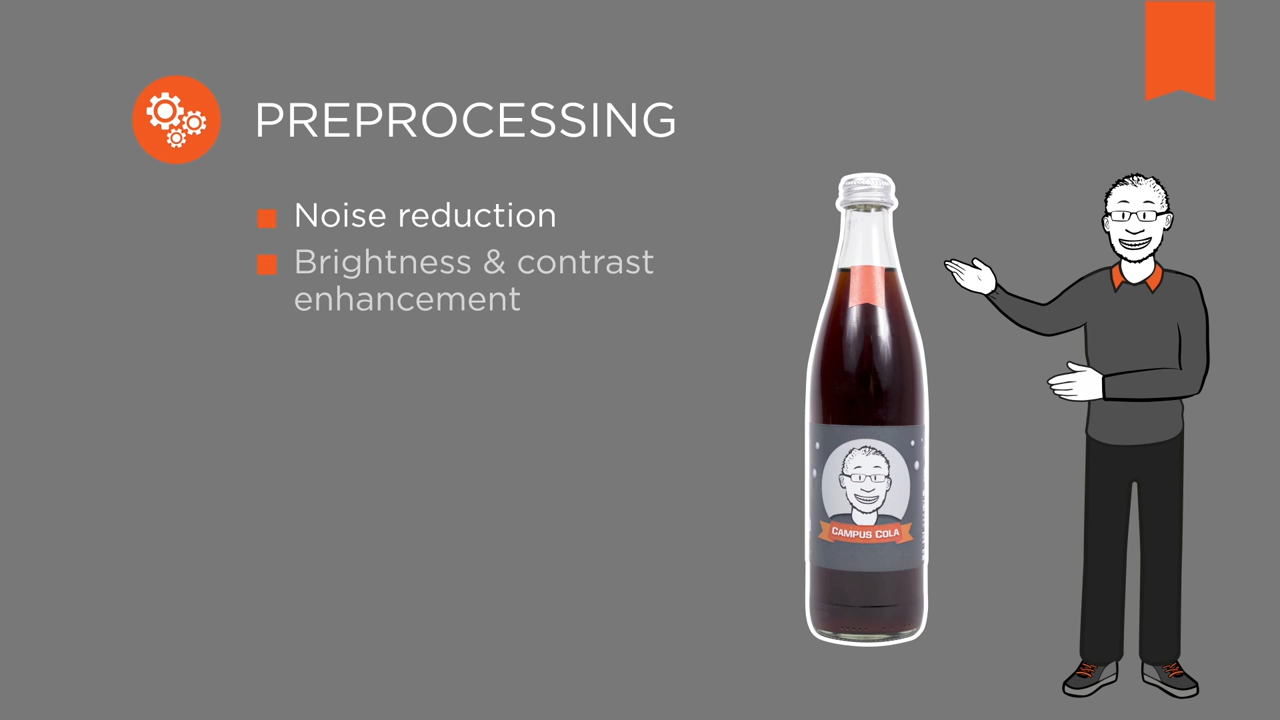 PREPROCESSING
Noise reduction
Brightness & contrast
enhancement
CAMPUS COLA